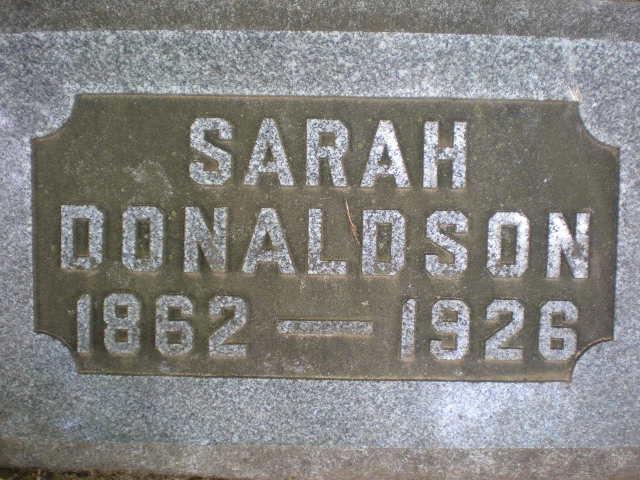 SARAH
DONALDSON
1862 — 1926